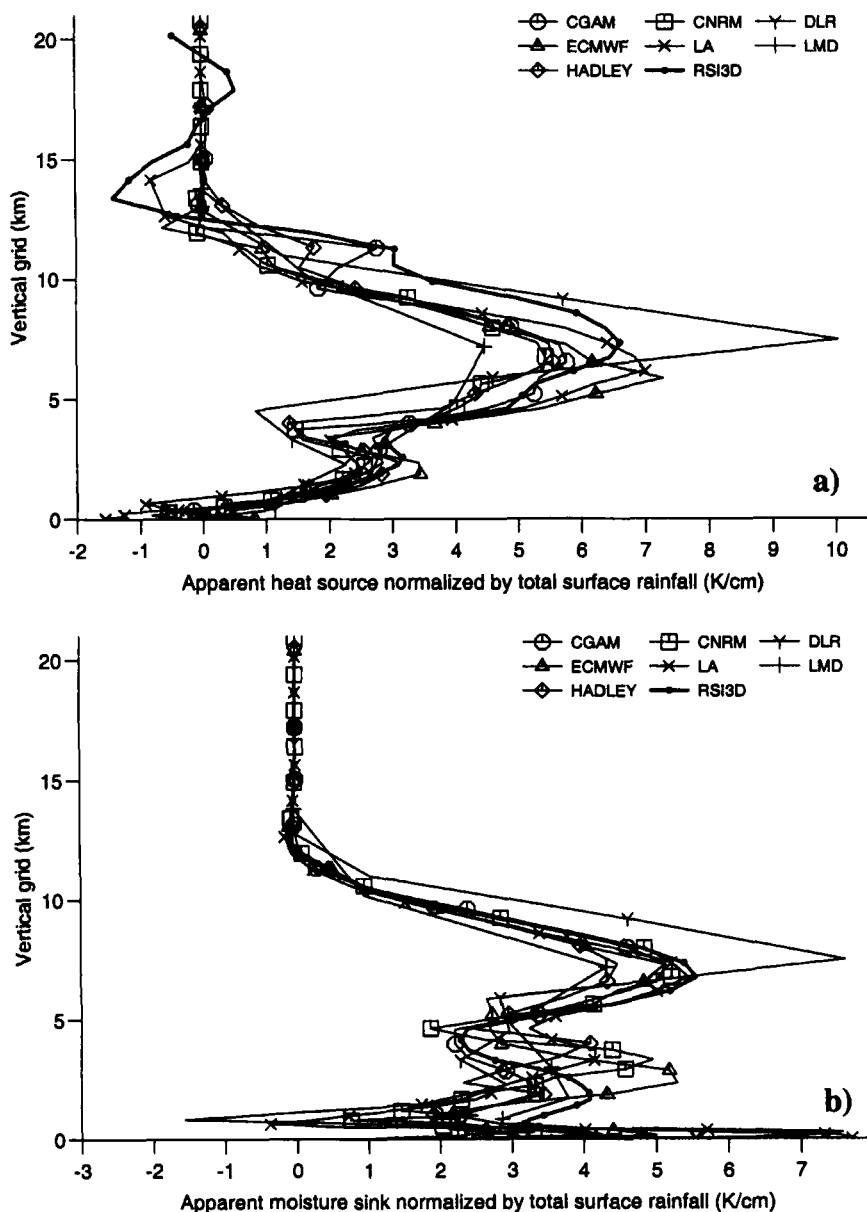 CGAM CNRM DLR
ECMWF LA LMD
HADLEY RSI3D
20
15
10
5
0
Vertical grid (km)
a)
-2 -1 0 1 2 3 4 5 6 7 8 9 10
Apparent heat source normalized by total surface rainfall (K/cm)
CGAM CNRM DLR
ECMWF LA LMD
HADLEY RSI3D
20
15
10
5
0
Vertical grid (km)
b)
-3 -2 -1 0 1 2 3 4 5 6 7
Apparent moisture sink normalized by total surface rainfall (K/cm)